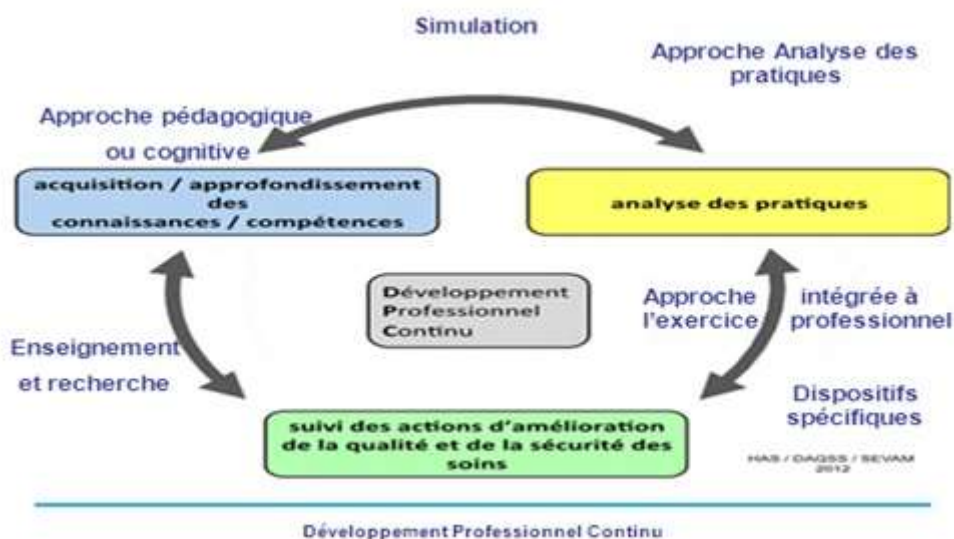 Simulation
Approche Analyse des
pratiques
Approche pédagogique
ou cognitive
acquisition / approfondissement
des
connaissances / compétences
analyse des pratiques
Développement
Professionnel
Continu
Approche intégrée à
l'exercice professionnel
Enseignement
et recherche
Dispositifs
spécifiques
suivi des actions d'amélioration
de la qualité et de la sécurité des
soins
HAS / DAQSS / SEVAM
2012
Développement Professionnel Continu